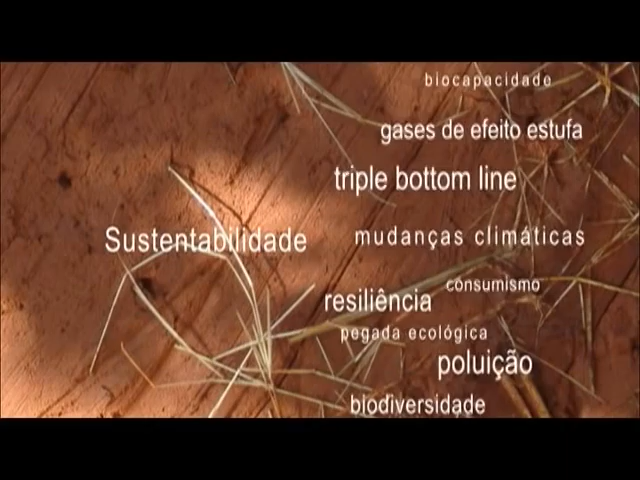 biocapacidade
gases de efeito estufa
triple bottom line
Sustentabilidade
mudanças climáticas
consumismo
resiliência
pegada ecológica
poluição
biodiversidade